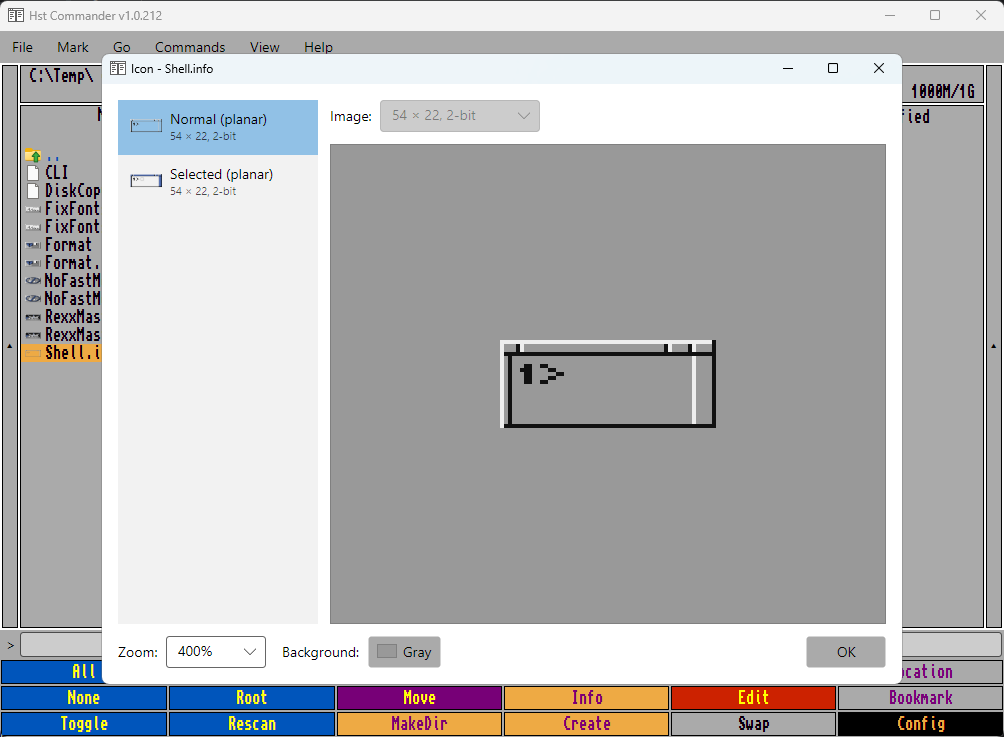 Hst Commander v1.0.212
File Mark Go Commands View Help
C:\Temp\
1000M/1G
Icon - Shell.info
Normal (planar)
54 × 22, 2-bit
Selected (planar)
54 × 22, 2-bit
Image: 54 × 22, 2-bit
1>
..
CLI
DiskCop
FixFont
FixFont
Format
Format.
NoFastM
NoFastM
RexxMas
RexxMas
Shell.i
Zoom: 400% Background: Gray OK
>
All
None Root Move Info Edit Bookmark
Toggle Rescan MakeDir Create Swap Config